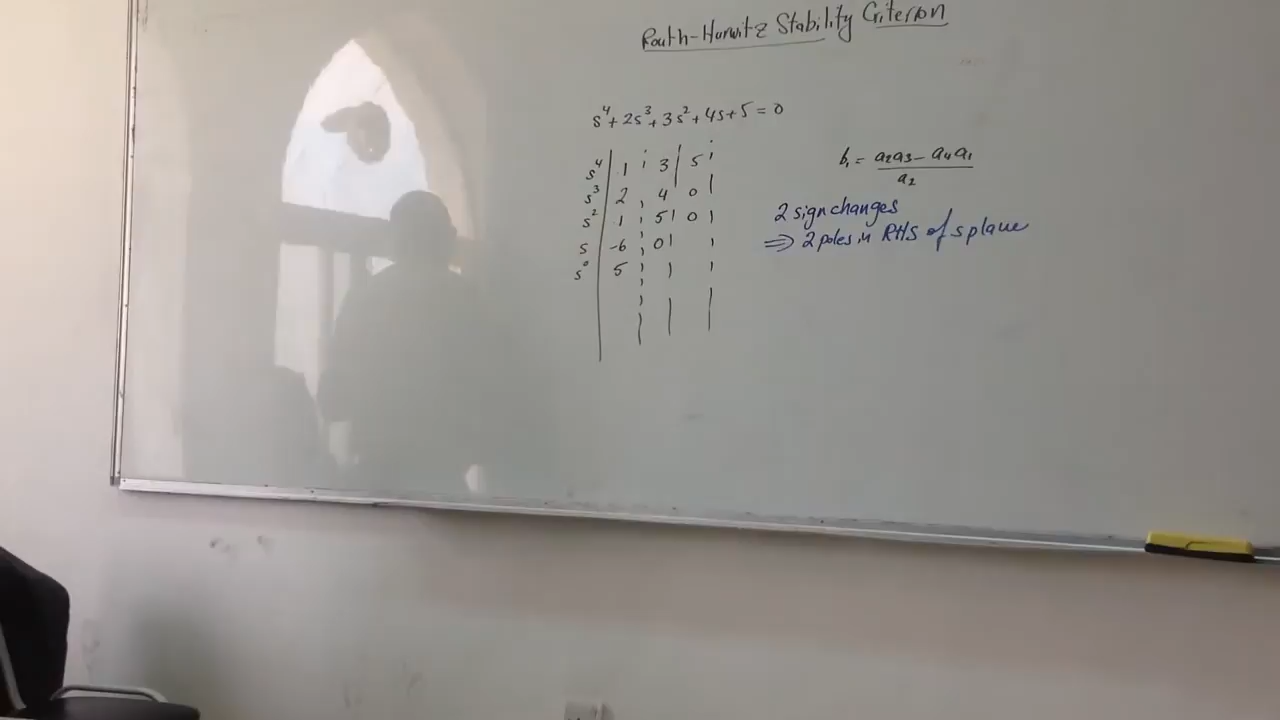 Routh-Hurwitz Stability Criterion
s⁴+2s³+3s²+4s+5=0
s⁴ 1 3 5
s³ 2 4 0
s² 1 5 0
s -6 0
s⁰ 5
b₁ = (a₂a₃ - a₄a₁) / a₂
2 sign changes
⇒ 2 poles in RHS of s plane